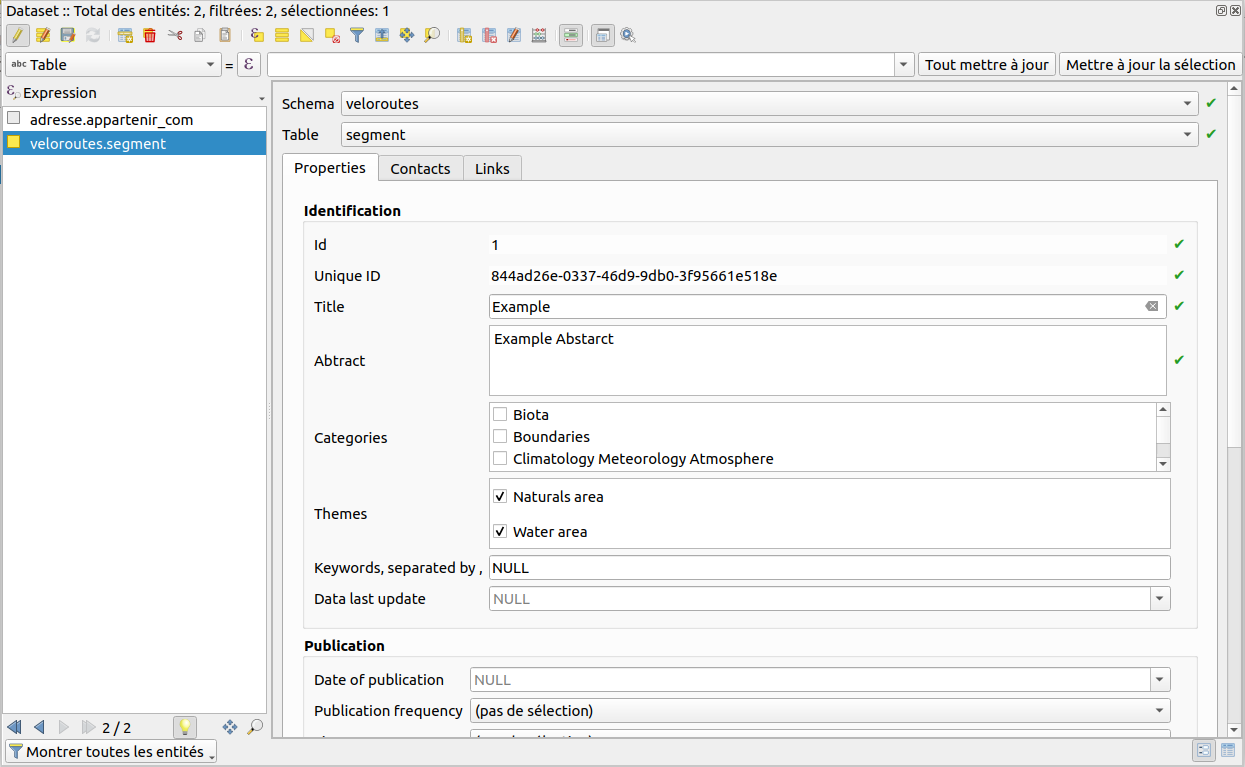 Dataset :: Total des entités: 2, filtrées: 2, sélectionnées: 1
abc Table = ε Tout mettre à jour Mettre à jour la sélection
Expression
adresse.appartenir_com
veloroutes.segment
Schema veloroutes
Table segment
Properties Contacts Links
Identification
Id 1
Unique ID 844ad26e-0337-46d9-9db0-3f95661e518e
Title Example
Abtract Example Abstarct
Categories
Biota
Boundaries
Climatology Meteorology Atmosphere
Themes
Naturals area
Water area
Keywords, separated by , NULL
Data last update NULL
Publication
Date of publication NULL
Publication frequency (pas de sélection)
2 / 2
Montrer toutes les entités